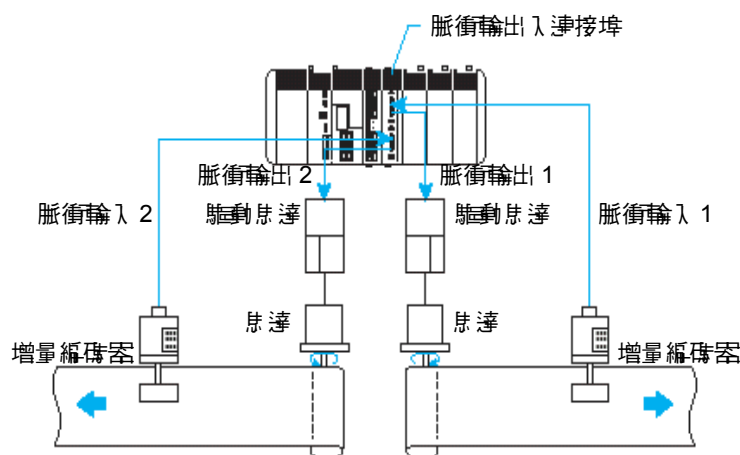 脈衝輸出入連接埠
脈衝輸出 2
脈衝輸出 1
脈衝輸入 2
驅動馬達
驅動馬達
脈衝輸入 1
馬達
馬達
增量編碼器
增量編碼器